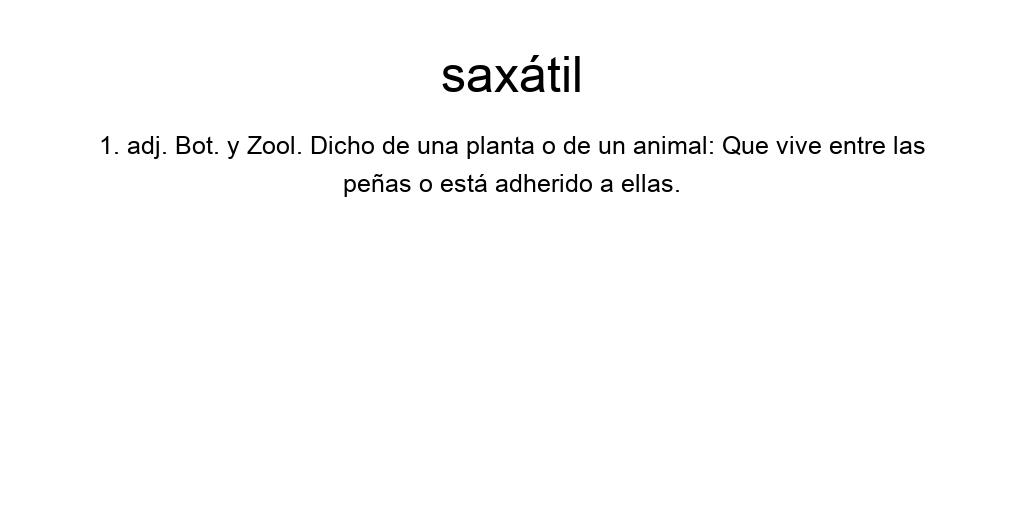 saxátil
1. adj. Bot. y Zool. Dicho de una planta o de un animal: Que vive entre las
peñas o está adherido a ellas.